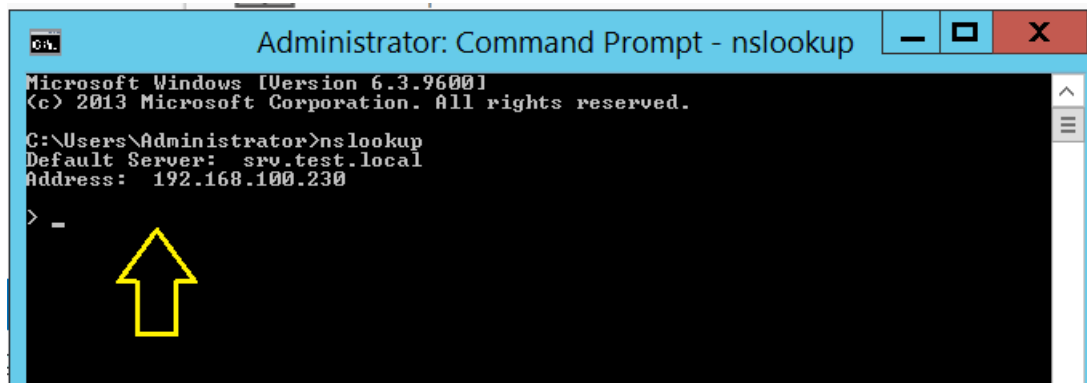 Administrator: Command Prompt - nslookup
Microsoft Windows [Version 6.3.9600]
(c) 2013 Microsoft Corporation. All rights reserved.
C:\Users\Administrator>nslookup
Default Server:  srv.test.local
Address:  192.168.100.230
> _